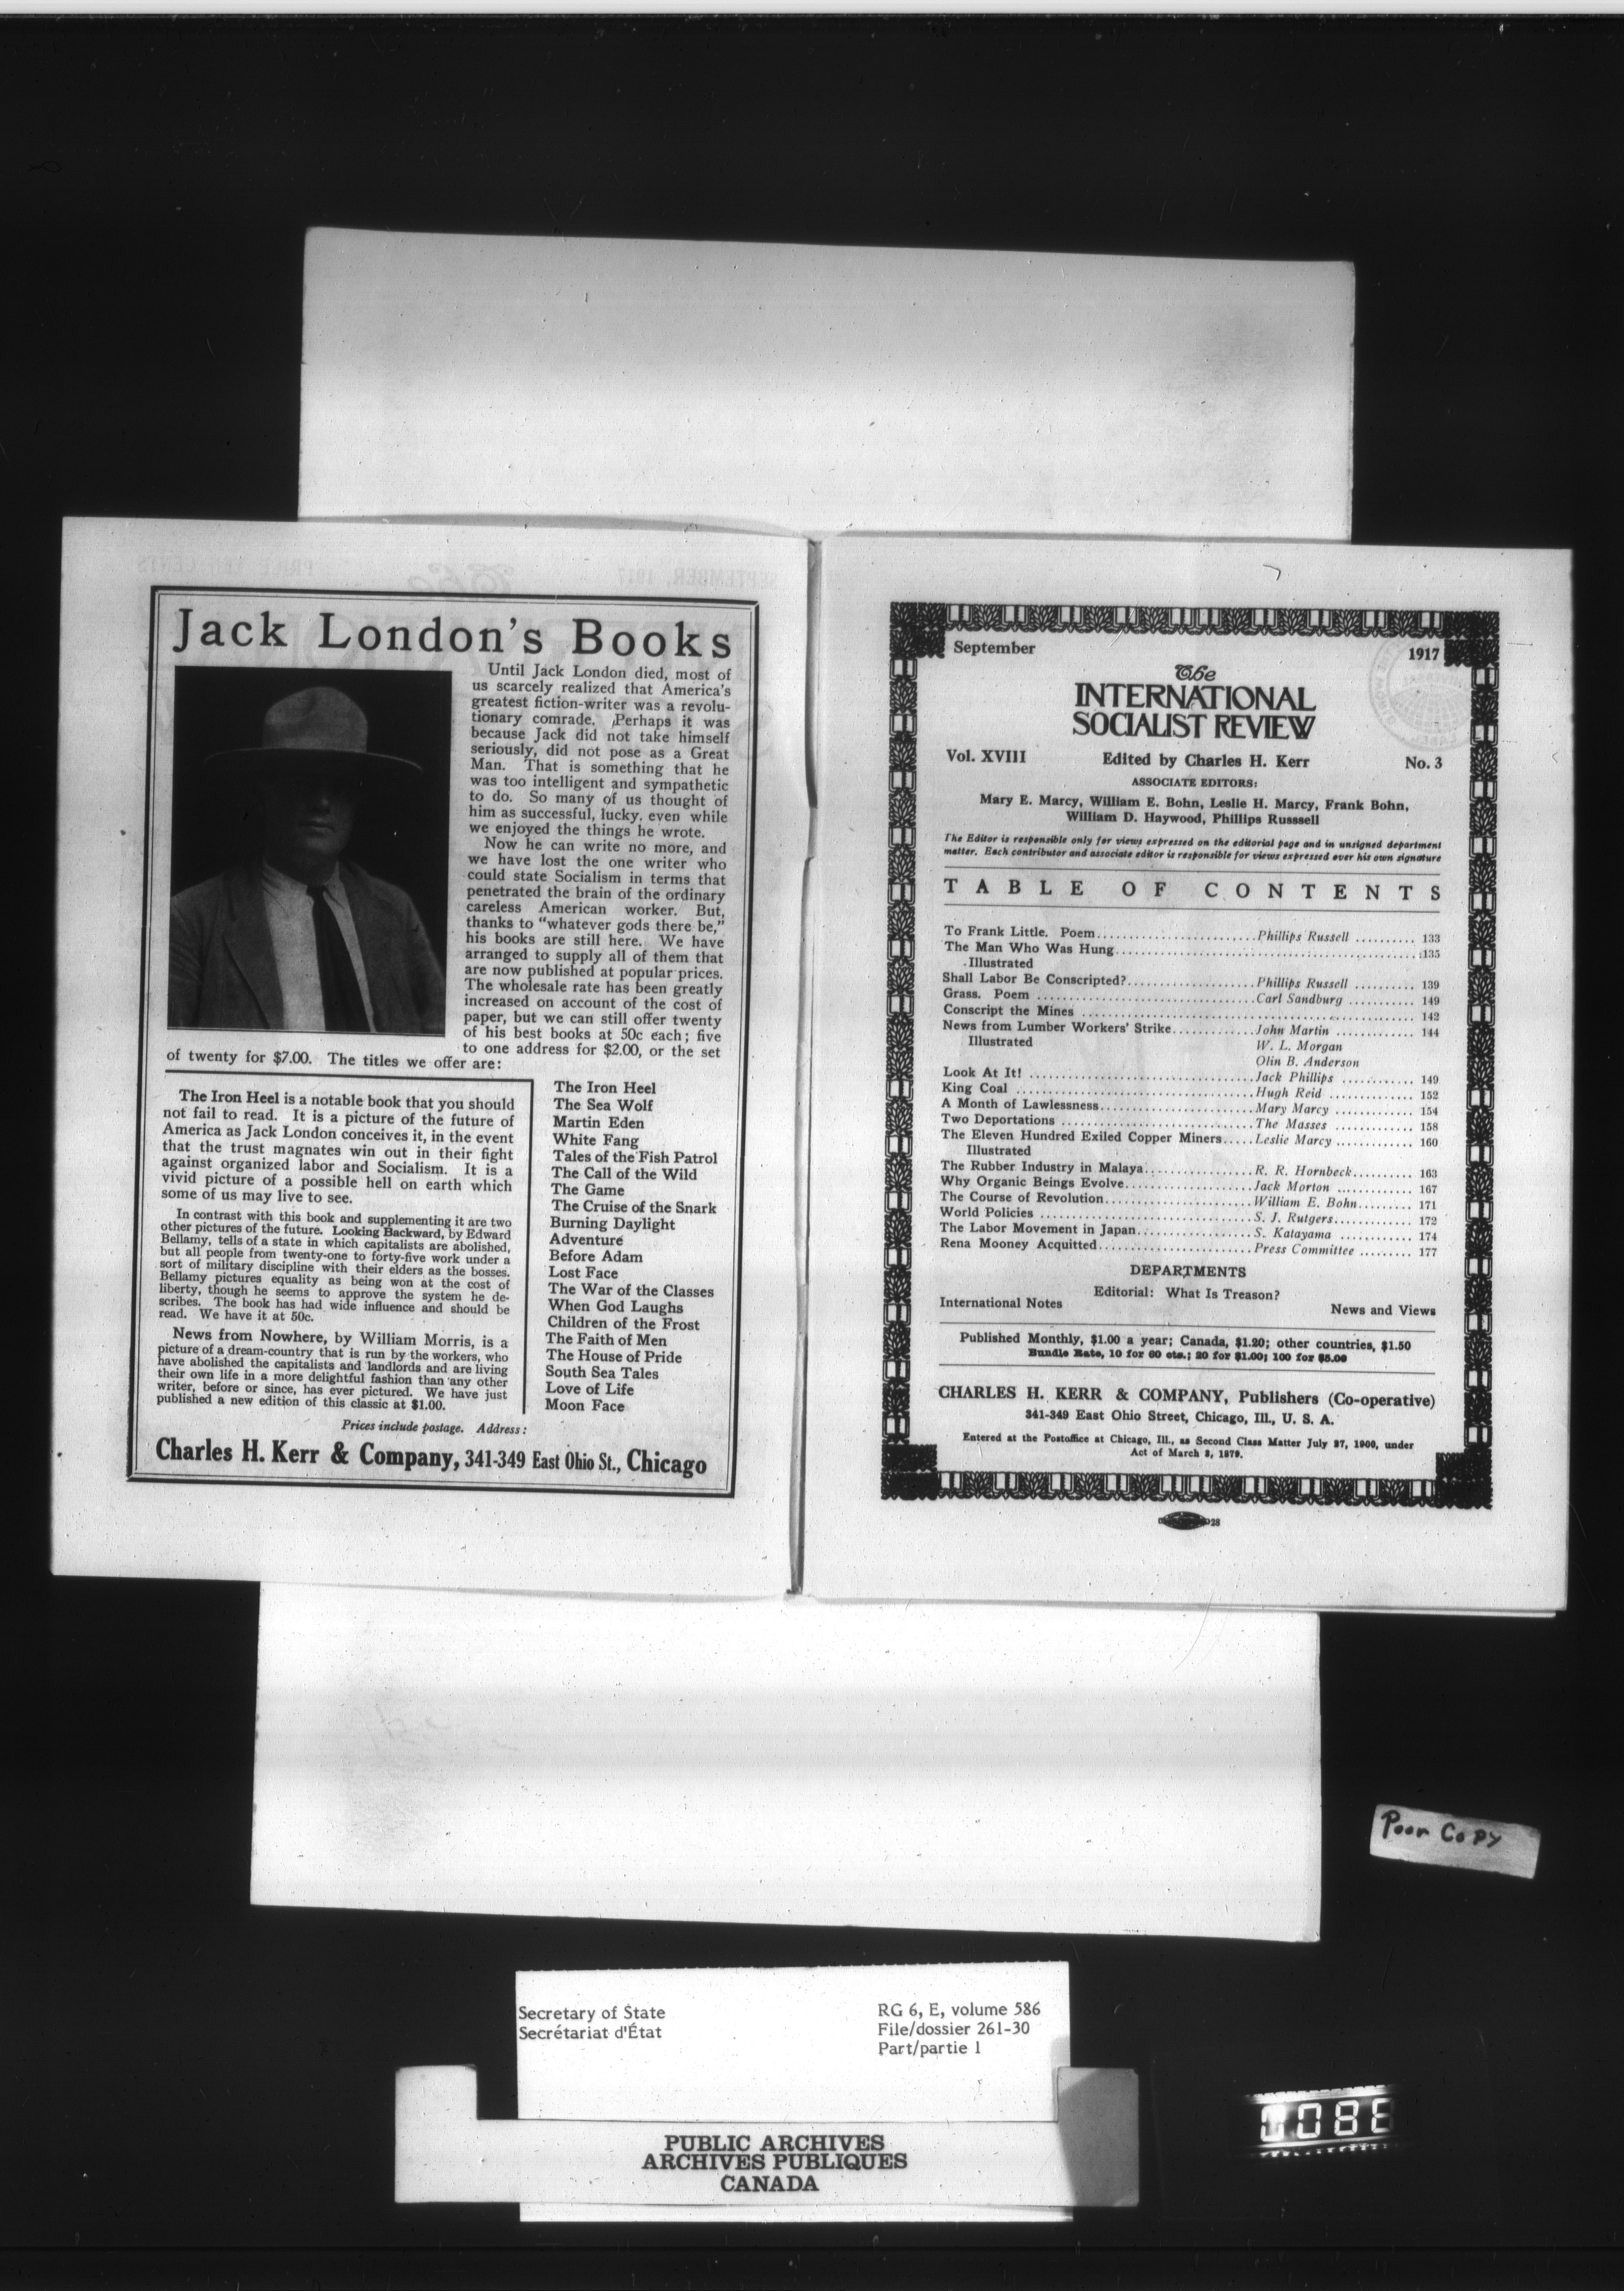 Jack London's Books
Until Jack London died, most of
us scarcely realized that America's
greatest fiction-writer was a revolu-
tionary comrade. Perhaps it was
because Jack did not take himself
seriously, did not pose as a Great
Man. That is something that he
was too intelligent and sympathetic
to do. So many of us thought of
him as successful, lucky, even while
we enjoyed the things he wrote.
Now he can write no more, and
we have lost the one writer who
could state Socialism in terms that
penetrated the brain of the ordinary
careless American worker. But,
thanks to "whatever gods there be,"
his books are still here. We have
arranged to supply all of them that
are now published at popular prices.
The wholesale rate has been greatly
increased on account of the cost of
paper, but we can still offer twenty
of his best books at 50c each; five
to one address for $2.00, or the set
of twenty for $7.00. The titles we offer are:
The Iron Heel is a notable book that you should
not fail to read. It is a picture of the future of
America as Jack London conceives it, in the event
that the trust magnates win out in their fight
against organized labor and Socialism. It is a
vivid picture of a possible hell on earth which
some of us may live to see.
In contrast with this book and supplementing it are two
other pictures of the future. Looking Backward, by Edward
Bellamy, tells of a state in which capitalists are abolished,
but all people from twenty-one to forty-five work under a
sort of military discipline with their elders as the bosses.
Bellamy pictures equality as being won at the cost of
liberty, though he seems to approve the system he de-
scribes. The book has had wide influence and should be
read. We have it at 50c.
News from Nowhere, by William Morris, is a
picture of a dream-country that is run by the workers, who
have abolished the capitalists and landlords and are living
their own life in a more delightful fashion than any other
writer, before or since, has ever pictured. We have just
published a new edition of this classic at $1.00.
The Iron Heel
The Sea Wolf
Martin Eden
White Fang
Tales of the Fish Patrol
The Call of the Wild
The Game
The Cruise of the Snark
Burning Daylight
Adventure
Before Adam
Lost Face
The War of the Classes
When God Laughs
Children of the Frost
The Faith of Men
The House of Pride
South Sea Tales
Love of Life
Moon Face
Prices include postage. Address:
Charles H. Kerr & Company, 341-349 East Ohio St., Chicago
September 1917
The
INTERNATIONAL
SOCIALIST REVIEW
Vol. XVIII Edited by Charles H. Kerr No. 3
ASSOCIATE EDITORS:
Mary E. Marcy, William E. Bohn, Leslie H. Marcy, Frank Bohn,
William D. Haywood, Phillips Russsell
The Editor is responsible only for views expressed on the editorial page and in unsigned department
matter. Each contributor and associate editor is responsible for views expressed over his own signature
TABLE OF CONTENTS
To Frank Little. Poem Phillips Russell 133
The Man Who Was Hung 135
Illustrated
Shall Labor Be Conscripted? Phillips Russell 139
Grass. Poem Carl Sandburg 149
Conscript the Mines 142
News from Lumber Workers' Strike John Martin 144
Illustrated W. L. Morgan
Olin B. Anderson
Look At It! Jack Phillips 149
King Coal Hugh Reid 152
A Month of Lawlessness Mary Marcy 154
Two Deportations The Masses 158
The Eleven Hundred Exiled Copper Miners Leslie Marcy 160
Illustrated
The Rubber Industry in Malaya R. R. Hornbeck 163
Why Organic Beings Evolve Jack Morton 167
The Course of Revolution William E. Bohn 171
World Policies S. J. Rutgers 172
The Labor Movement in Japan S. Katayama 174
Rena Mooney Acquitted Press Committee 177
DEPARTMENTS
Editorial: What Is Treason?
International Notes News and Views
Published Monthly, $1.00 a year; Canada, $1.20; other countries, $1.50
Bundle Rate, 10 for 60 cts.; 20 for $1.00; 100 for $5.00
CHARLES H. KERR & COMPANY, Publishers (Co-operative)
341-349 East Ohio Street, Chicago, Ill., U. S. A.
Entered at the Postoffice at Chicago, Ill., as Second Class Matter July 27, 1900, under
Act of March 3, 1879.
28
Poor Copy
Secretary of State
Secrétariat d'État
RG 6, E, volume 586
File/dossier 261-30
Part/partie 1
PUBLIC ARCHIVES
ARCHIVES PUBLIQUES
CANADA